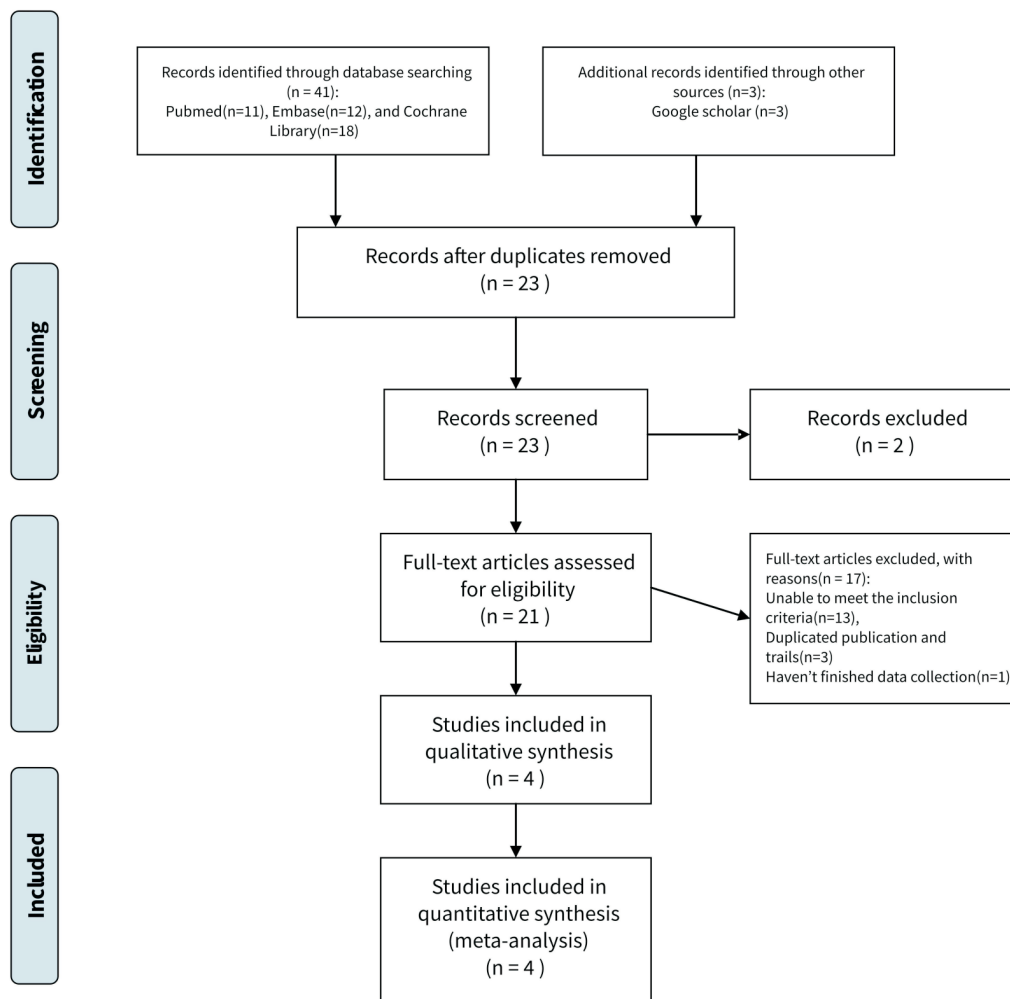 Identification
Records identified through database searching
(n = 41):
Pubmed(n=11), Embase(n=12), and Cochrane
Library(n=18)
Additional records identified through other
sources (n=3):
Google scholar (n=3)
Records after duplicates removed
(n = 23 )
Screening
Records screened
(n = 23 )
Records excluded
(n = 2 )
Eligibility
Full-text articles assessed
for eligibility
(n = 21 )
Full-text articles excluded, with
reasons(n = 17):
Unable to meet the inclusion
criteria(n=13),
Duplicated publication and
trails(n=3)
Haven't finished data collection(n=1)
Studies included in
qualitative synthesis
(n = 4 )
Included
Studies included in
quantitative synthesis
(meta-analysis)
(n = 4 )